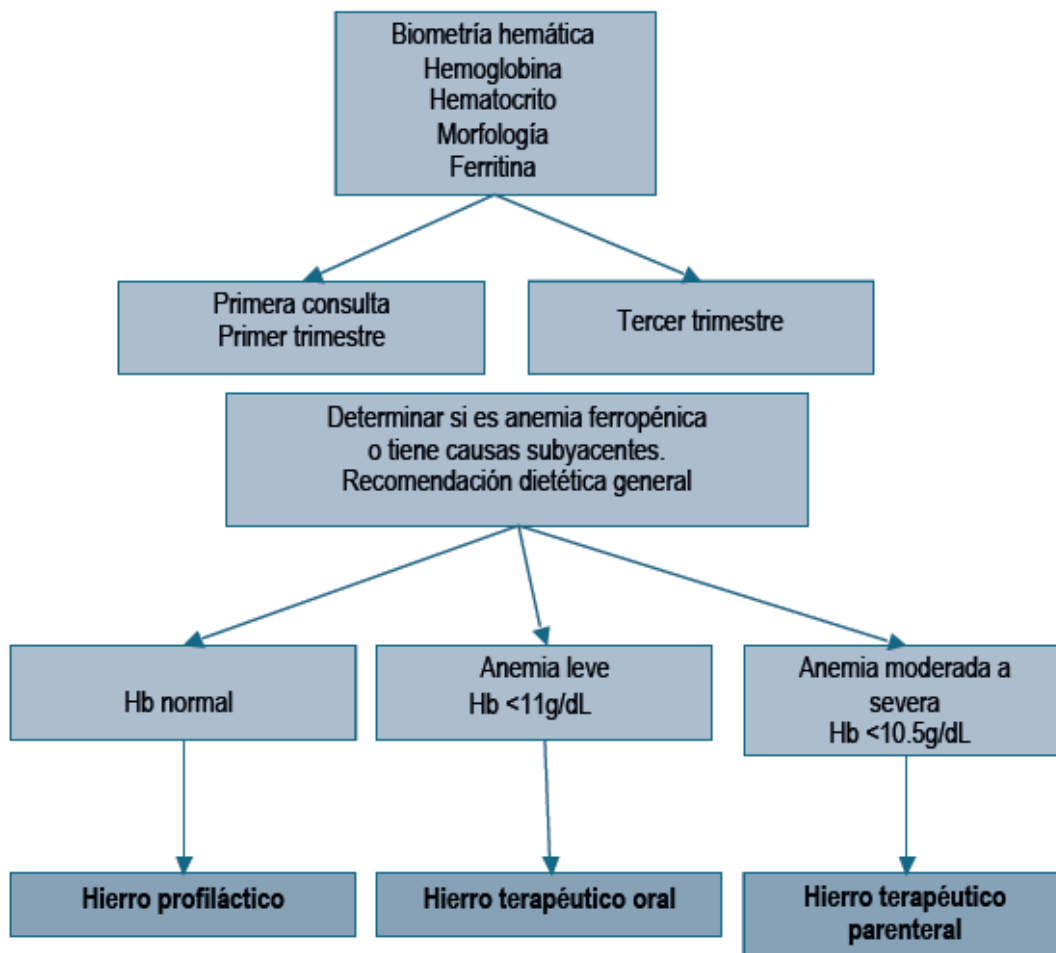 Biometría hemática
Hemoglobina
Hematocrito
Morfología
Ferritina
Primera consulta
Primer trimestre
Tercer trimestre
Determinar si es anemia ferropénica
o tiene causas subyacentes.
Recomendación dietética general
Hb normal
Anemia leve
Hb <11g/dL
Anemia moderada a
severa
Hb <10.5g/dL
Hierro profiláctico
Hierro terapéutico oral
Hierro terapéutico
parenteral